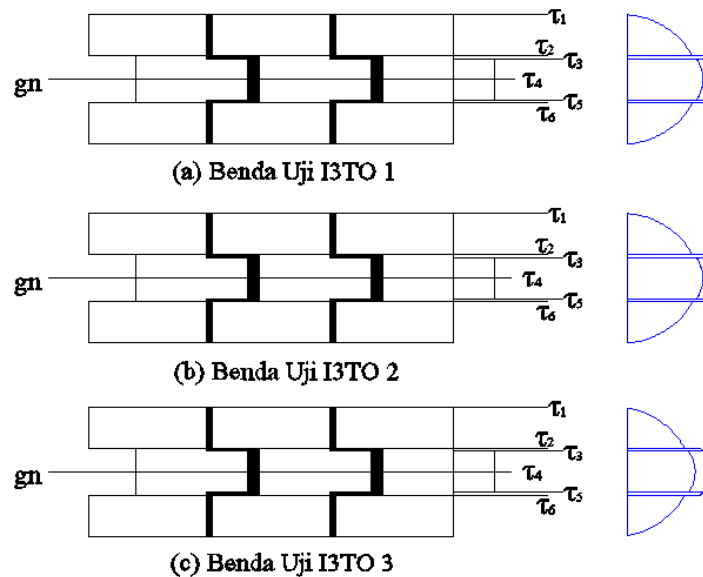 τ1
τ2
τ3
gn
τ4
τ5
τ6
(a) Benda Uji I3TO 1
τ1
τ2
τ3
gn
τ4
τ5
τ6
(b) Benda Uji I3TO 2
τ1
τ2
τ3
gn
τ4
τ5
τ6
(c) Benda Uji I3TO 3